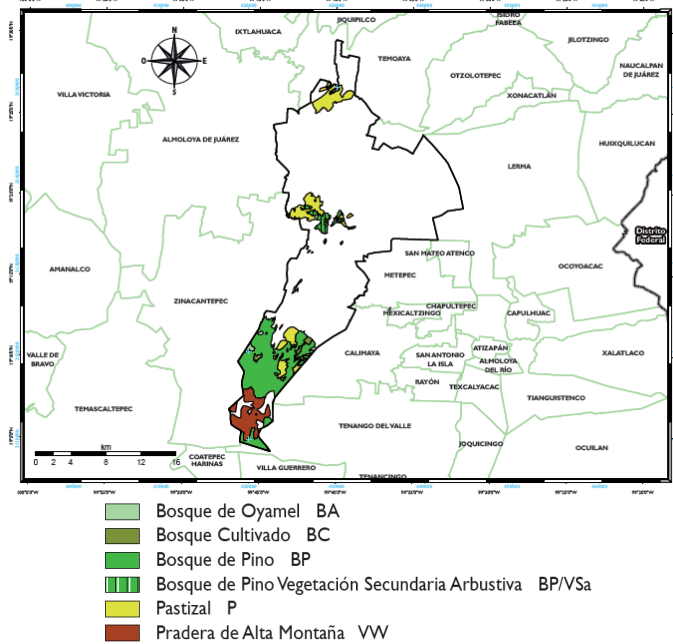 JIQUIPILCO
ISIDRO
FABELA
IXTLAHUACA
N
O
E
S
TEMOAYA
JILOTZINGO
OTZOLOTEPEC
NAUCALPAN
DE JUÁREZ
VILLA VICTORIA
XONACATLÁN
ALMOLOYA DE JUÁREZ
HUIXQUILUCAN
LERMA
Distrito
Federal
SAN MATEO ATENCO
AMANALCO
METEPEC
OCOYOACAC
ZINACANTEPEC
CHAPULTEPEC
MEXICALTZINGO
CAPULHUAC
VALLE DE
BRAVO
CALIMAYA
SAN ANTONIO
LA ISLA
ATIZAPÁN
ALMOLOYA
DEL RÍO
XALATLACO
RAYÓN
TEXCALYACAC
TIANGUISTENCO
TEMASCALTEPEC
TENANGO DEL VALLE
JOQUICINGO
OCUILAN
km
0 2 4 8 12 16
COATEPEC
HARINAS
VILLA GUERRERO
TENANCINGO
Bosque de Oyamel BA
Bosque Cultivado BC
Bosque de Pino BP
Bosque de Pino Vegetación Secundaria Arbustiva BP/VSa
Pastizal P
Pradera de Alta Montaña VW